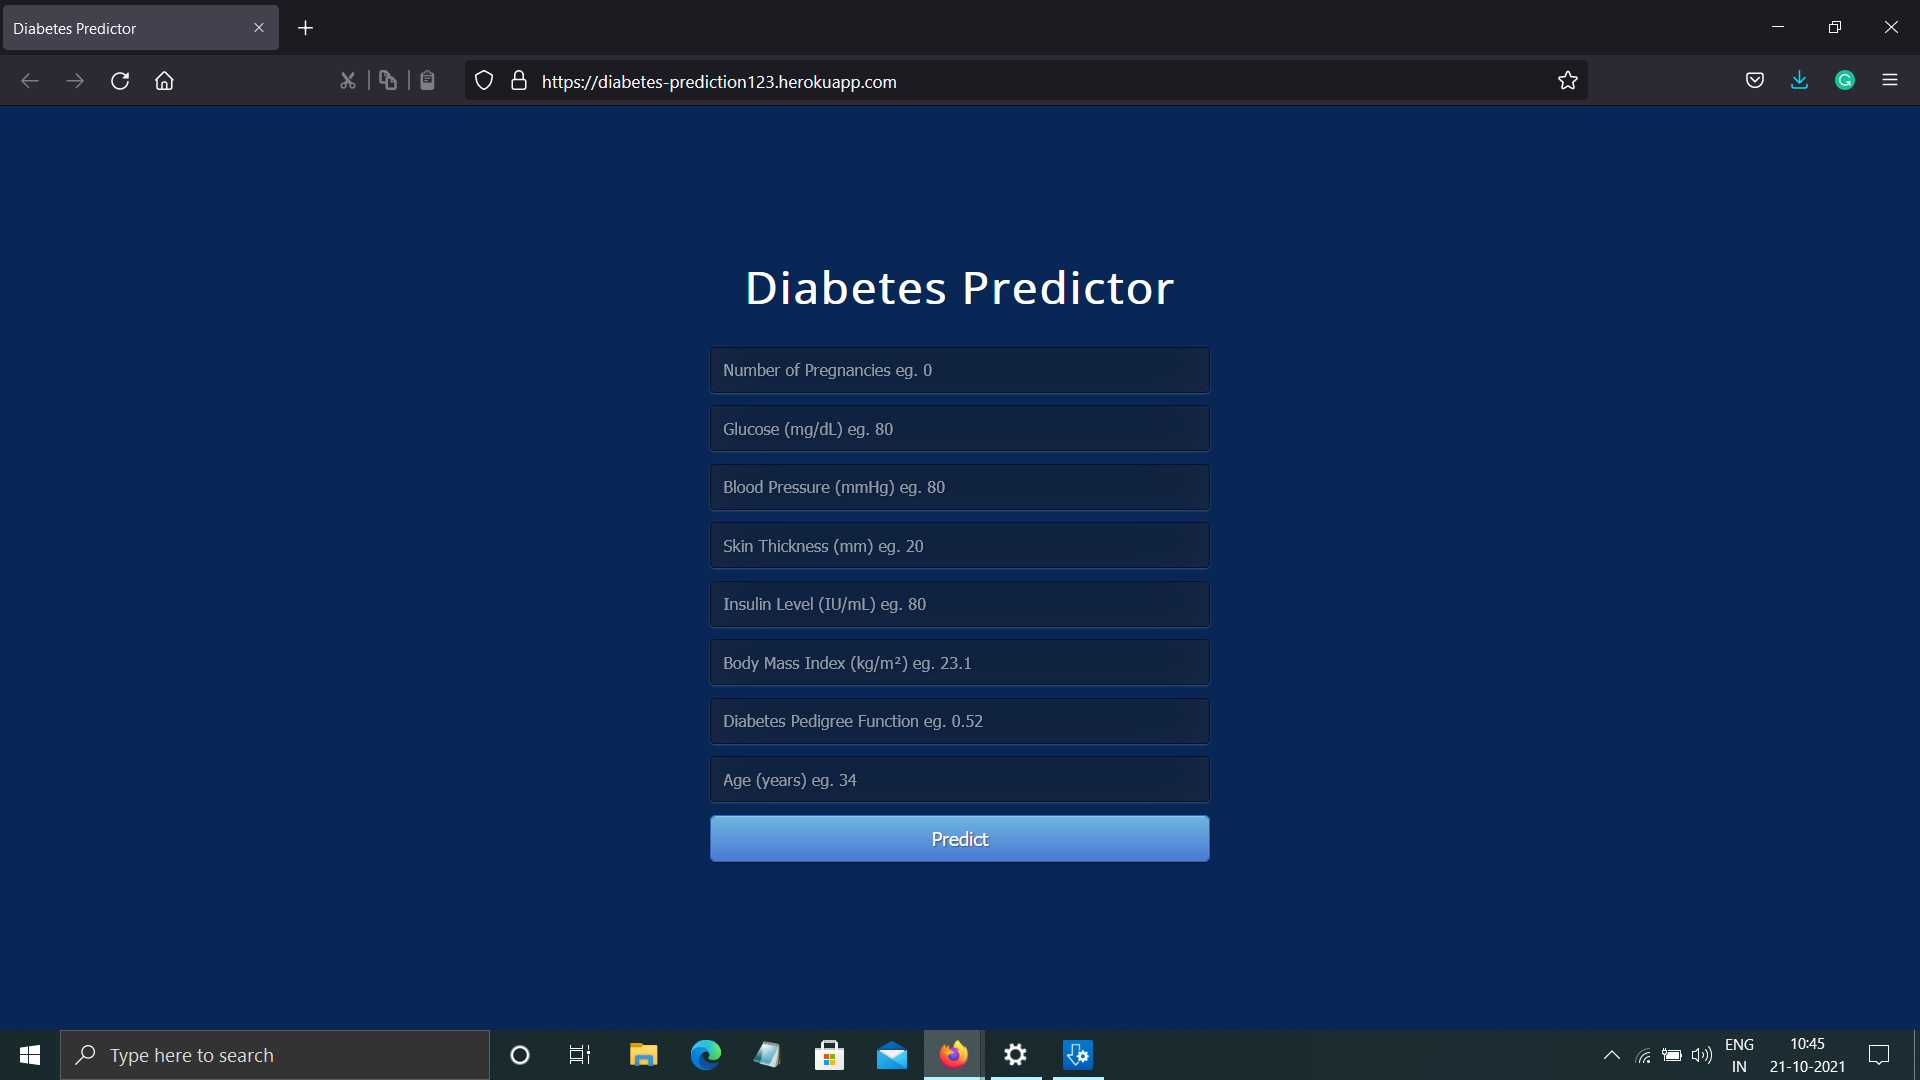 Diabetes Predictor
https://diabetes-prediction123.herokuapp.com
Diabetes Predictor
Number of Pregnancies eg. 0
Glucose (mg/dL) eg. 80
Blood Pressure (mmHg) eg. 80
Skin Thickness (mm) eg. 20
Insulin Level (IU/mL) eg. 80
Body Mass Index (kg/m²) eg. 23.1
Diabetes Pedigree Function eg. 0.52
Age (years) eg. 34
Predict
Type here to search
ENG
IN
10:45
21-10-2021